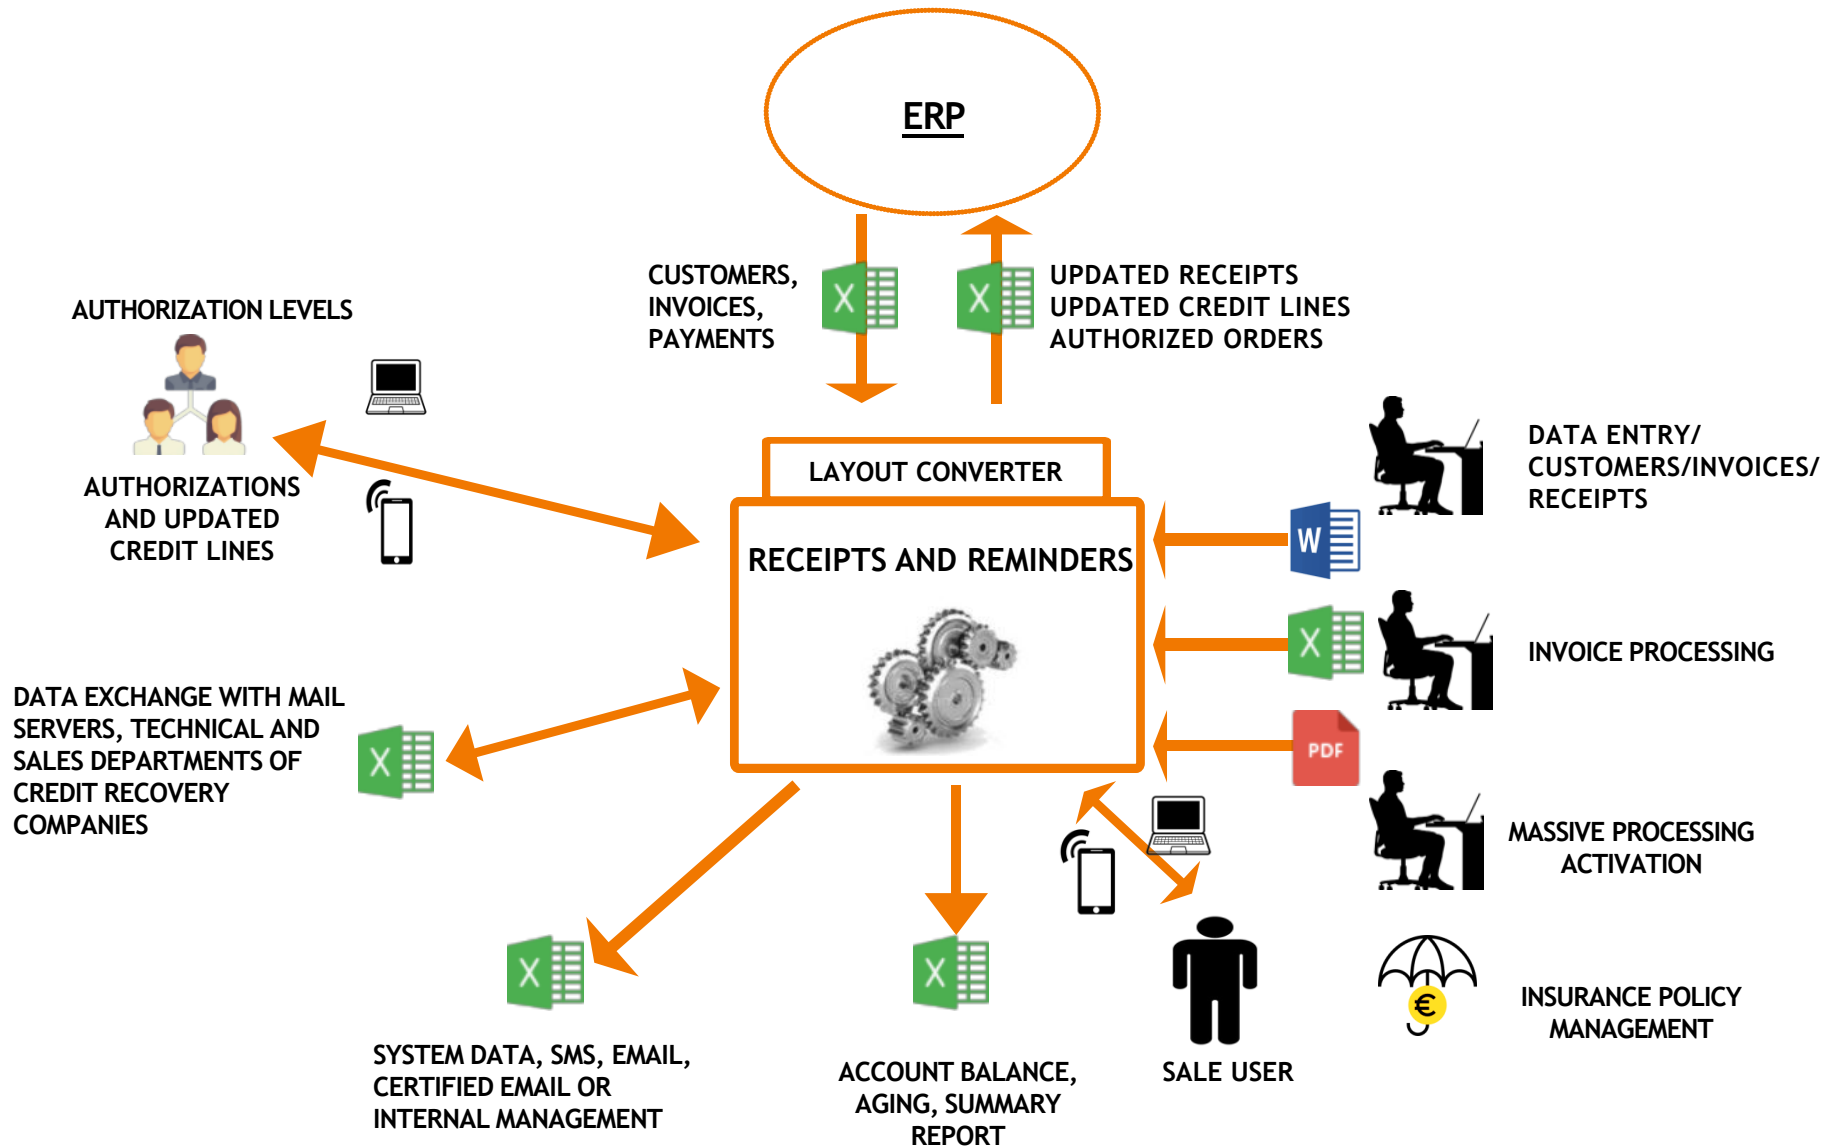 ERP
CUSTOMERS,
INVOICES,
PAYMENTS
X
X
UPDATED RECEIPTS
UPDATED CREDIT LINES
AUTHORIZED ORDERS
AUTHORIZATION LEVELS
AUTHORIZATIONS
AND UPDATED
CREDIT LINES
LAYOUT CONVERTER
RECEIPTS AND REMINDERS
DATA ENTRY/
CUSTOMERS/INVOICES/
RECEIPTS
W
X
INVOICE PROCESSING
PDF
MASSIVE PROCESSING
ACTIVATION
DATA EXCHANGE WITH MAIL
SERVERS, TECHNICAL AND
SALES DEPARTMENTS OF
CREDIT RECOVERY
COMPANIES
X
X
SYSTEM DATA, SMS, EMAIL,
CERTIFIED EMAIL OR
INTERNAL MANAGEMENT
X
ACCOUNT BALANCE,
AGING, SUMMARY
REPORT
SALE USER
€
INSURANCE POLICY
MANAGEMENT